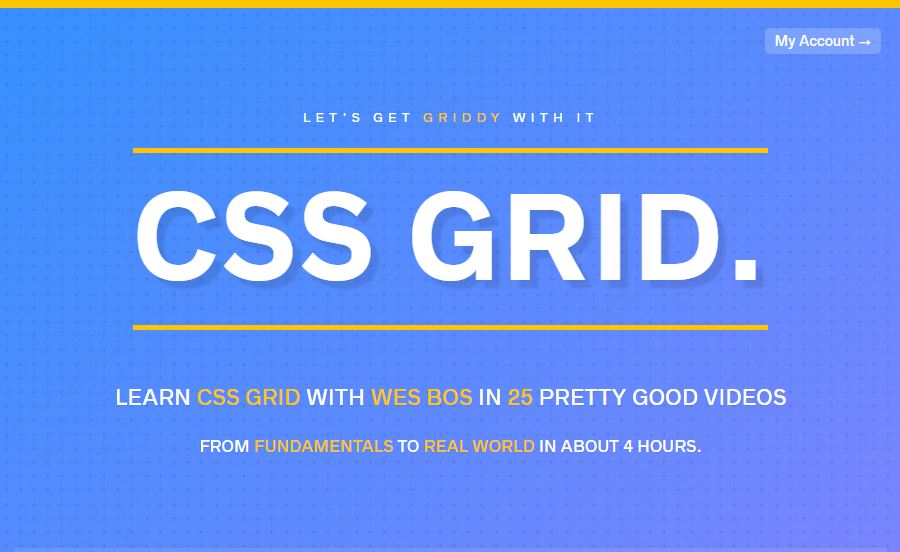 My Account →
LET'S GET GRIDDY WITH IT
CSS GRID.
LEARN CSS GRID WITH WES BOS IN 25 PRETTY GOOD VIDEOS
FROM FUNDAMENTALS TO REAL WORLD IN ABOUT 4 HOURS.